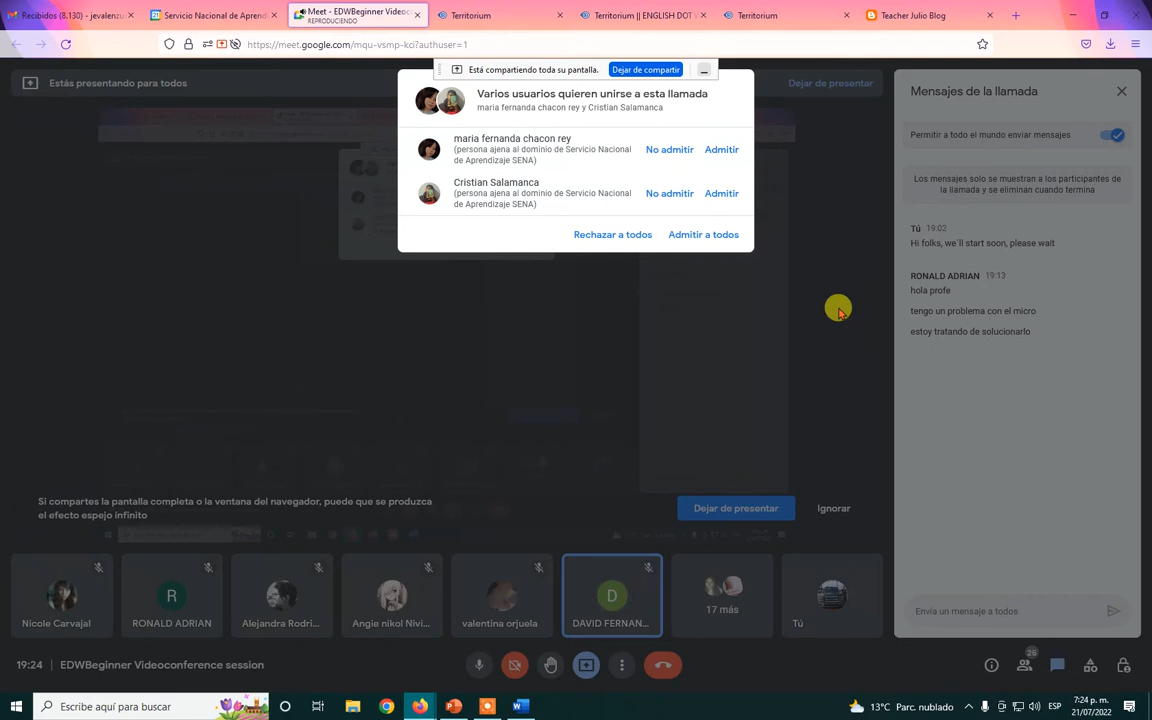 Recibidos (8.130) - jevalenzu
Servicio Nacional de Aprendi
Meet - EDWBeginner Videoco
REPRODUCIENDO
Territorium
Territorium || ENGLISH DOT
Territorium
Teacher Julio Blog
https://meet.google.com/mqu-vsmp-kci?authuser=1
Está compartiendo toda su pantalla.
Dejar de compartir
Estás presentando para todos
Dejar de presentar
Varios usuarios quieren unirse a esta llamada
maria fernanda chacon rey y Cristian Salamanca
maria fernanda chacon rey
(persona ajena al dominio de Servicio Nacional
de Aprendizaje SENA)
No admitir
Admitir
Cristian Salamanca
(persona ajena al dominio de Servicio Nacional
de Aprendizaje SENA)
No admitir
Admitir
Rechazar a todos
Admitir a todos
Mensajes de la llamada
Permitir a todo el mundo enviar mensajes
Los mensajes solo se muestran a los participantes de
la llamada y se eliminan cuando termina
Tú 19:02
Hi folks, we´ll start soon, please wait
RONALD ADRIAN 19:13
hola profe
tengo un problema con el micro
estoy tratando de solucionarlo
Si compartes la pantalla completa o la ventana del navegador, puede que se produzca
el efecto espejo infinito
Dejar de presentar
Ignorar
Nicole Carvajal
R
RONALD ADRIAN
Alejandra Rodri...
Angie nikol Nivi...
valentina orjuela
D
DAVID FERNAN...
17 más
Tú
Envía un mensaje a todos
19:24
EDWBeginner Videoconference session
26
Escribe aquí para buscar
13°C Parc. nublado
ESP
7:24 p. m.
21/07/2022